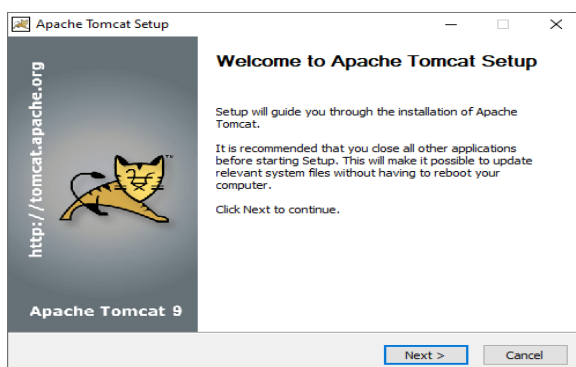 Apache Tomcat Setup
http://tomcat.apache.org
TM
Apache Tomcat 9
Welcome to Apache Tomcat Setup
Setup will guide you through the installation of Apache
Tomcat.
It is recommended that you close all other applications
before starting Setup. This will make it possible to update
relevant system files without having to reboot your
computer.
Click Next to continue.
Next >
Cancel